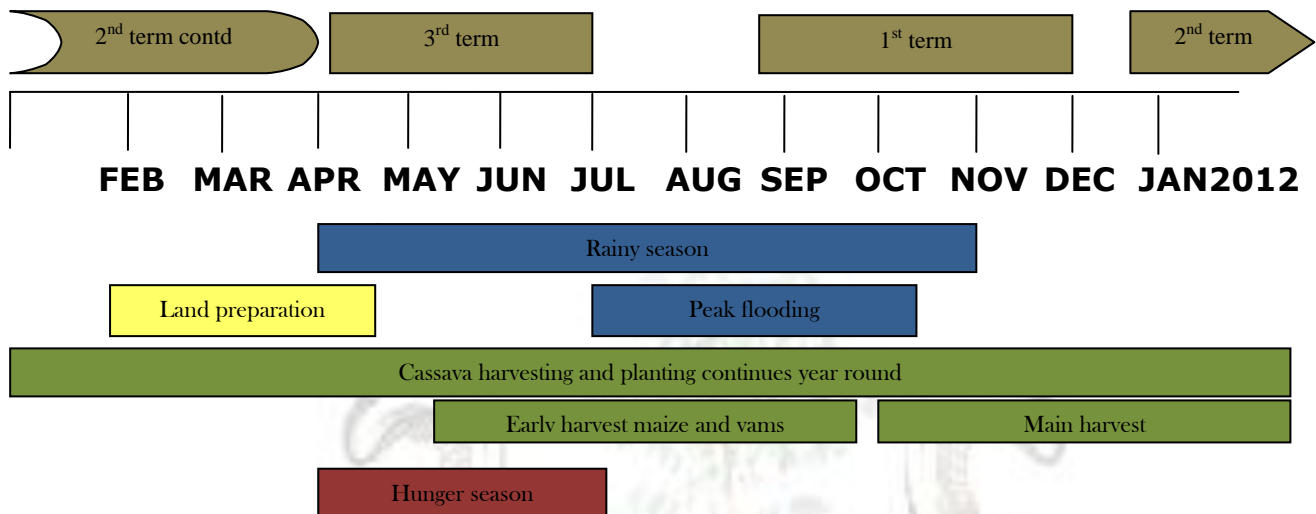 2nd term contd 3rd term 1st term 2nd term
FEB MAR APR MAY JUN JUL AUG SEP OCT NOV DEC JAN2012
Rainy season
Land preparation Peak flooding
Cassava harvesting and planting continues year round
Early harvest maize and yams Main harvest
Hunger season